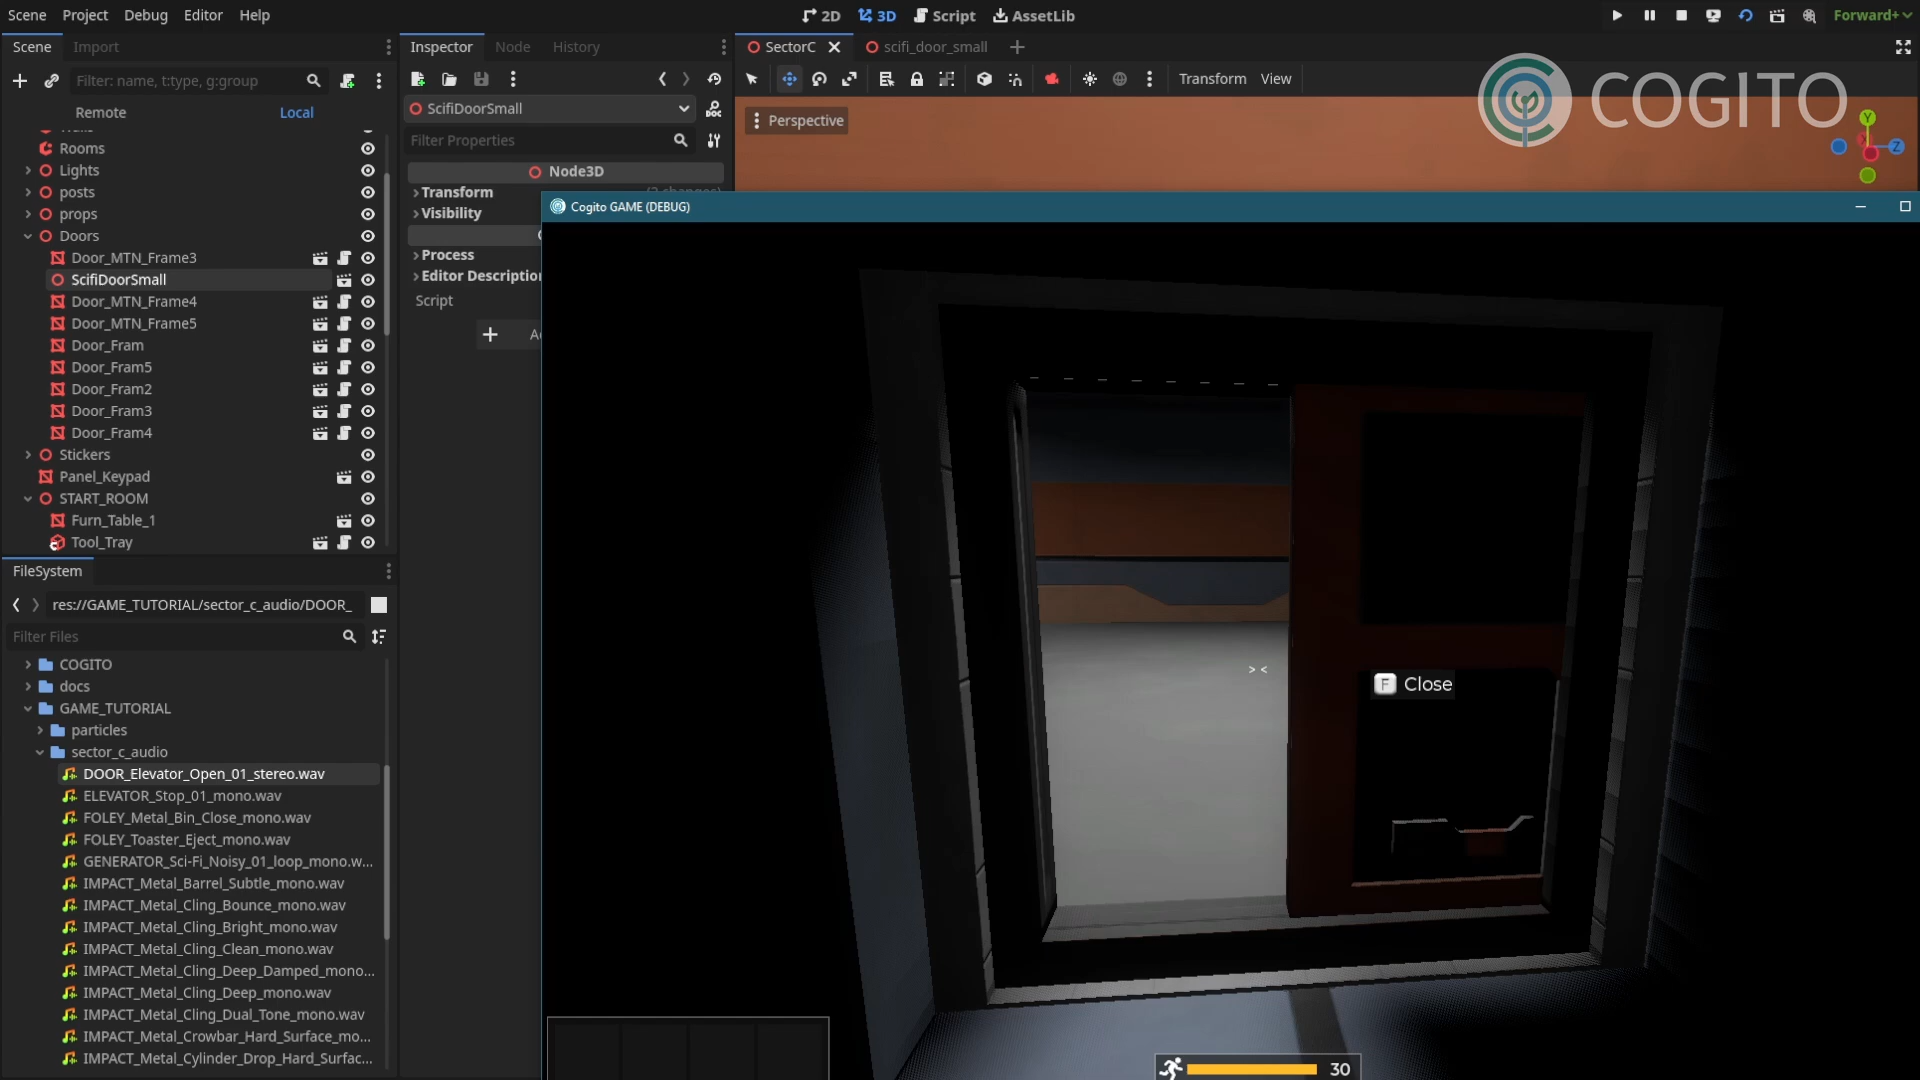 Scene Project Debug Editor Help
2D 3D Script AssetLib
Forward+
Scene Import
Inspector Node History
SectorC scifi_door_small
Filter: name, t:type, g:group
Transform View
COGITO
Remote Local
ScifiDoorSmall
Perspective
Y
Z
Filter Properties
Rooms
Lights
posts
props
Doors
Door_MTN_Frame3
ScifiDoorSmall
Door_MTN_Frame4
Door_MTN_Frame5
Door_Fram
Door_Fram5
Door_Fram2
Door_Fram3
Door_Fram4
Stickers
Panel_Keypad
START_ROOM
Furn_Table_1
Tool_Tray
Node3D
Transform (2 changes)
Visibility
Process
Editor Description
Script
Cogito GAME (DEBUG)
> <
F Close
30
FileSystem
res://GAME_TUTORIAL/sector_c_audio/DOOR_
Filter Files
COGITO
docs
GAME_TUTORIAL
particles
sector_c_audio
DOOR_Elevator_Open_01_stereo.wav
ELEVATOR_Stop_01_mono.wav
FOLEY_Metal_Bin_Close_mono.wav
FOLEY_Toaster_Eject_mono.wav
GENERATOR_Sci-Fi_Noisy_01_loop_mono.w...
IMPACT_Metal_Barrel_Subtle_mono.wav
IMPACT_Metal_Cling_Bounce_mono.wav
IMPACT_Metal_Cling_Bright_mono.wav
IMPACT_Metal_Cling_Clean_mono.wav
IMPACT_Metal_Cling_Deep_Damped_mono...
IMPACT_Metal_Cling_Deep_mono.wav
IMPACT_Metal_Cling_Dual_Tone_mono.wav
IMPACT_Metal_Crowbar_Hard_Surface_mo...
IMPACT_Metal_Cylinder_Drop_Hard_Surfac...